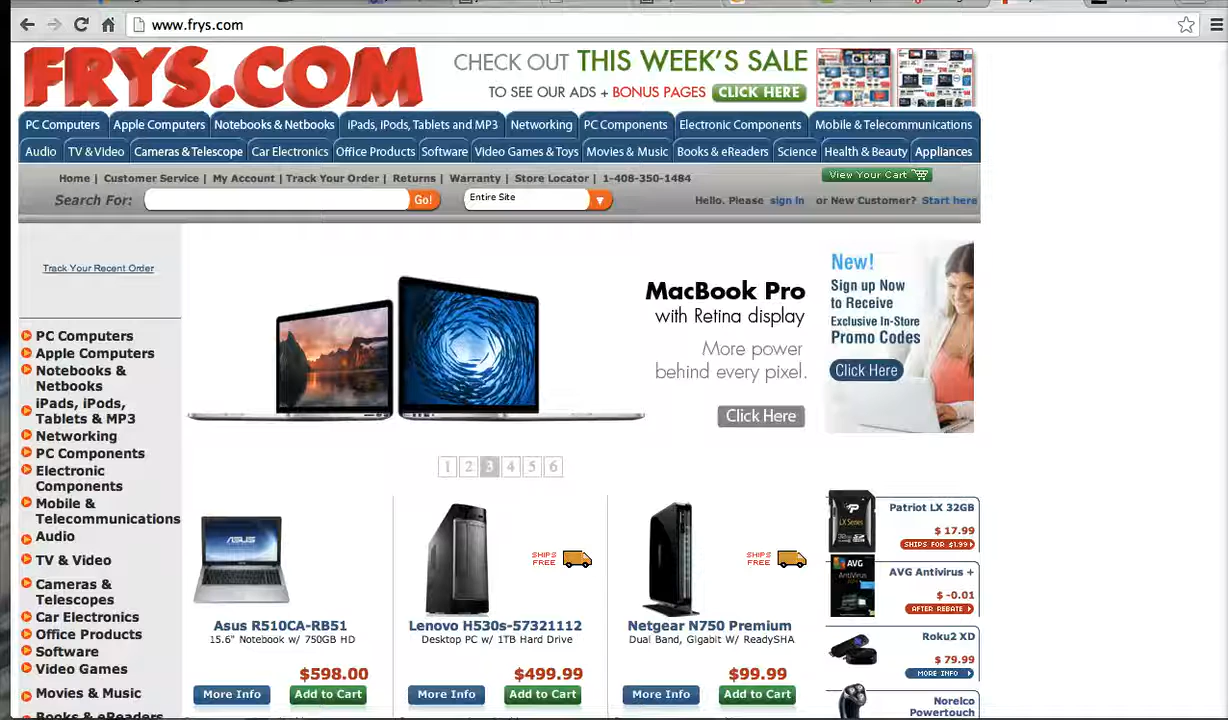 www.frys.com
FRYS.COM
CHECK OUT THIS WEEK'S SALE
TO SEE OUR ADS + BONUS PAGES CLICK HERE
PC Computers Apple Computers Notebooks & Netbooks iPads, iPods, Tablets and MP3 Networking PC Components Electronic Components Mobile & Telecommunications
Audio TV & Video Cameras & Telescope Car Electronics Office Products Software Video Games & Toys Movies & Music Books & eReaders Science Health & Beauty Appliances
Home | Customer Service | My Account | Track Your Order | Returns | Warranty | Store Locator | 1-408-350-1484
View Your Cart
Search For: Go! Entire Site
Hello. Please sign in or New Customer? Start here
Track Your Recent Order
PC Computers
Apple Computers
Notebooks &
Netbooks
iPads, iPods,
Tablets & MP3
Networking
PC Components
Electronic
Components
Mobile &
Telecommunications
Audio
TV & Video
Cameras &
Telescopes
Car Electronics
Office Products
Software
Video Games
Movies & Music
Books & eReaders
MacBook Pro
with Retina display
More power
behind every pixel.
Click Here
New!
Sign up Now
to Receive
Exclusive In-Store
Promo Codes
Click Here
1 2 3 4 5 6
ASUS
Asus R510CA-RB51
15.6" Notebook w/ 750GB HD
$598.00
More Info Add to Cart
SHIPS
FREE
Lenovo H530s-57321112
Desktop PC w/ 1TB Hard Drive
$499.99
More Info Add to Cart
SHIPS
FREE
Netgear N750 Premium
Dual Band, Gigabit W/ ReadySHA
$99.99
More Info Add to Cart
LX Series
Patriot LX 32GB
$ 17.99
SHIPS FOR $1.99
AVG
AntiVirus
AVG Antivirus +
$ -0.01
AFTER REBATE
Roku2 XD
$ 79.99
MORE INFO
Norelco
Powertouch